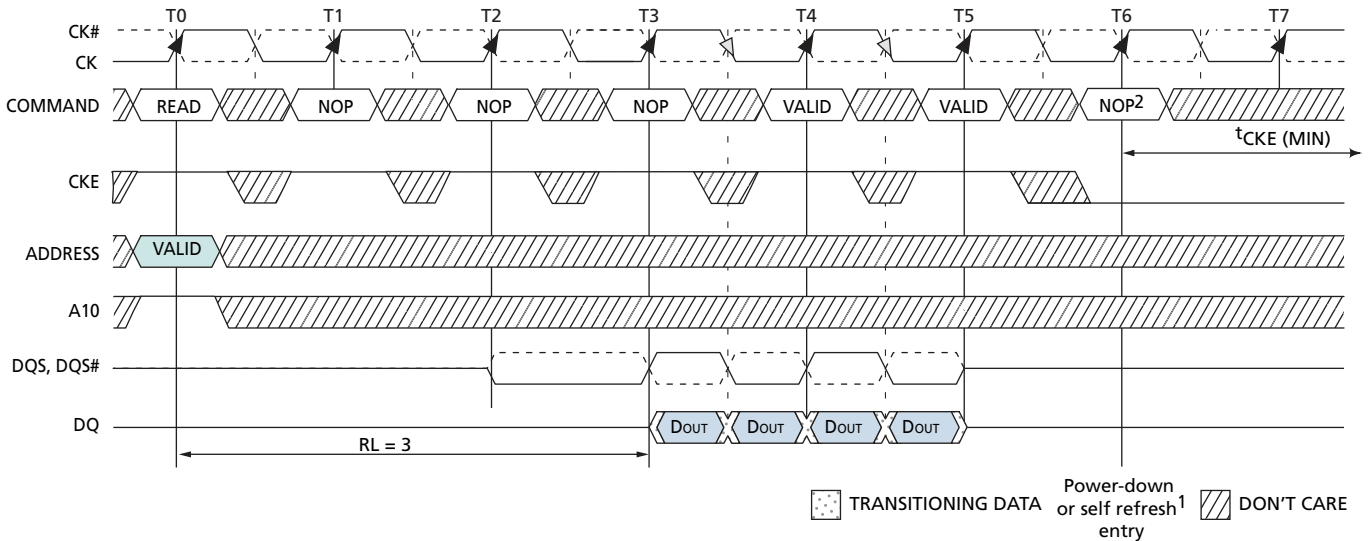 T0 T1 T2 T3 T4 T5 T6 T7
CK#
CK
COMMAND READ NOP NOP NOP VALID VALID NOP2
tCKE (MIN)
CKE
ADDRESS VALID
A10
DQS, DQS#
DQ DOUT DOUT DOUT DOUT
RL = 3
TRANSITIONING DATA
Power-down
or self refresh1
entry
DON'T CARE